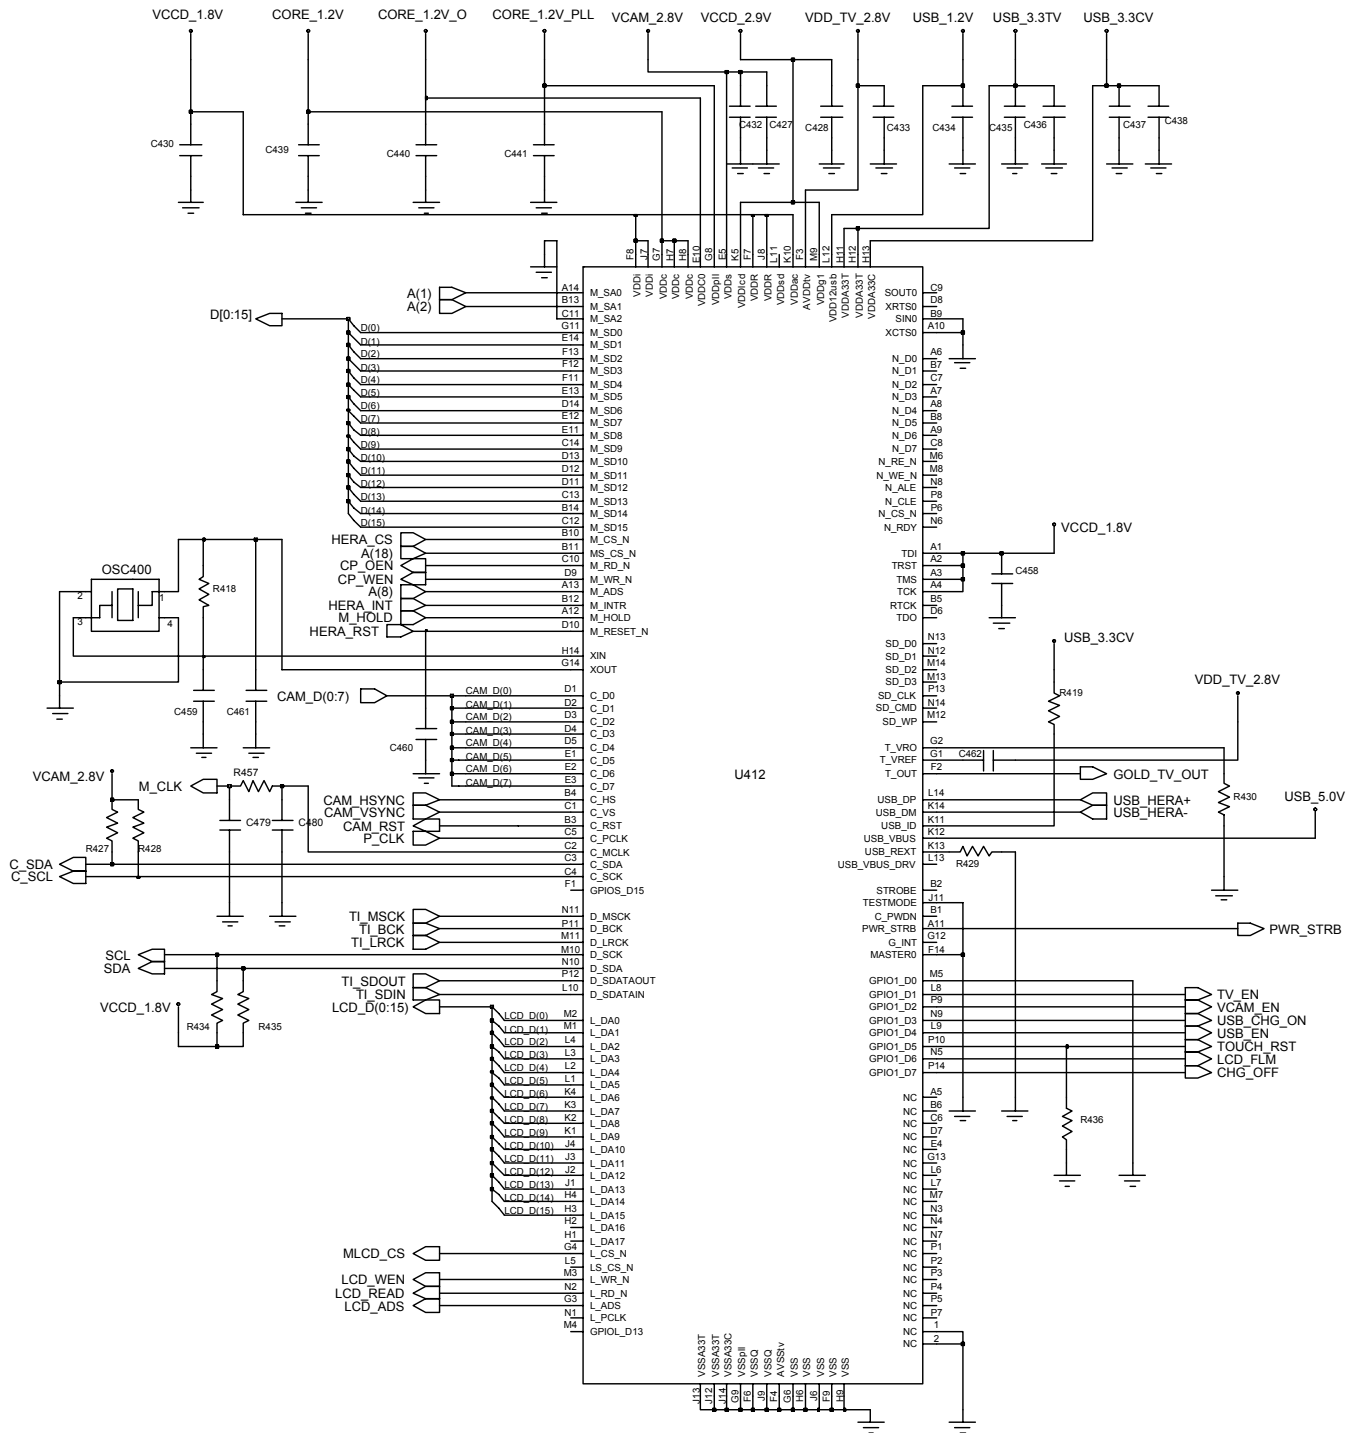 VCCD_1.8V CORE_1.2V CORE_1.2V_O CORE_1.2V_PLL VCAM_2.8V VCCD_2.9V VDD_TV_2.8V USB_1.2V USB_3.3TV USB_3.3CV
C430 C439 C440 C441 C432 C427 C428 C433 C434 C435 C436 C437 C438
F8 J7 G7 H7 H8 E10 G8 E5 K5 F7 J8 L11 K10 F3 M9 L12 H11 H12 H13
VDDi VDDi VDDc VDDc VDDc VDDC0 VDDpll VDDs VDDlcd VDDR VDDR VDDsd VDDac AVDDtv VDDg1 VDD12usb VDDA33T VDDA33T VDDA33C
A(1) A14 M_SA0
A(2) B13 M_SA1
C11 M_SA2
D[0:15]
D(0) G11 M_SD0
D(1) E14 M_SD1
D(2) F13 M_SD2
D(3) F12 M_SD3
D(4) F11 M_SD4
D(5) E13 M_SD5
D(6) D14 M_SD6
D(7) E12 M_SD7
D(8) E11 M_SD8
D(9) C14 M_SD9
D(10) D13 M_SD10
D(11) D12 M_SD11
D(12) D11 M_SD12
D(13) C13 M_SD13
D(14) B14 M_SD14
D(15) C12 M_SD15
HERA_CS B10 M_CS_N
A(18) B11 MS_CS_N
CP_OEN C10 M_RD_N
CP_WEN D9 M_WR_N
A(8) A13 M_ADS
HERA_INT B12 M_INTR
M_HOLD A12 M_HOLD
HERA_RST D10 M_RESET_N
OSC400
2 1
3 4
R418
C459 C461 C460
H14 XIN
G14 XOUT
CAM_D(0:7)
CAM_D(0) D1 C_D0
CAM_D(1) D2 C_D1
CAM_D(2) D3 C_D2
CAM_D(3) D4 C_D3
CAM_D(4) D5 C_D4
CAM_D(5) E1 C_D5
CAM_D(6) E2 C_D6
CAM_D(7) E3 C_D7
VCAM_2.8V
M_CLK R457
R427 R428 C479 C480
CAM_HSYNC B4 C_HS
CAM_VSYNC C1 C_VS
CAM_RST B3 C_RST
P_CLK C5 C_PCLK
C2 C_MCLK
C_SDA C3 C_SDA
C_SCL C4 C_SCK
F1 GPIOS_D15
TI_MSCK N11 D_MSCK
TI_BCK P11 D_BCK
TI_LRCK M11 D_LRCK
SCL M10 D_SCK
SDA N10 D_SDA
TI_SDOUT P12 D_SDATAOUT
TI_SDIN L10 D_SDATAIN
VCCD_1.8V
R434 R435
LCD_D(0:15)
LCD_D(0) M2 L_DA0
LCD_D(1) M1 L_DA1
LCD_D(2) L4 L_DA2
LCD_D(3) L3 L_DA3
LCD_D(4) L2 L_DA4
LCD_D(5) L1 L_DA5
LCD_D(6) K4 L_DA6
LCD_D(7) K3 L_DA7
LCD_D(8) K2 L_DA8
LCD_D(9) K1 L_DA9
LCD_D(10) J4 L_DA10
LCD_D(11) J3 L_DA11
LCD_D(12) J2 L_DA12
LCD_D(13) J1 L_DA13
LCD_D(14) H4 L_DA14
LCD_D(15) H3 L_DA15
H2 L_DA16
H1 L_DA17
MLCD_CS G4 L_CS_N
L5 LS_CS_N
LCD_WEN M3 L_WR_N
LCD_READ N2 L_RD_N
LCD_ADS G3 L_ADS
N1 L_PCLK
M4 GPIOL_D13
U412
SOUT0 C9
XRTS0 D8
SIN0 B9
XCTS0 A10
N_D0 A6
N_D1 B7
N_D2 C7
N_D3 A7
N_D4 A8
N_D5 B8
N_D6 A9
N_D7 C8
N_RE_N M6
N_WE_N M8
N_ALE N8
N_CLE P8
N_CS_N P6
N_RDY N6
VCCD_1.8V
TDI A1
TRST A2
TMS A3
TCK A4
RTCK B5
TDO D6
C458
SD_D0 N13
SD_D1 N12
SD_D2 M14
SD_D3 M13
SD_CLK P13
SD_CMD N14
SD_WP M12
USB_3.3CV
R419
VDD_TV_2.8V
T_VRO G2
T_VREF G1 C462
T_OUT F2 GOLD_TV_OUT
R430
USB_5.0V
USB_DP L14 USB_HERA+
USB_DM K14 USB_HERA-
USB_ID K11
USB_VBUS K12
USB_REXT K13 R429
USB_VBUS_DRV L13
STROBE B2
TESTMODE J11
C_PWDN B1
PWR_STRB A11 PWR_STRB
G_INT G12
MASTER0 F14
GPIO1_D0 M5
GPIO1_D1 L8 TV_EN
GPIO1_D2 P9 VCAM_EN
GPIO1_D3 N9 USB_CHG_ON
GPIO1_D4 L9 USB_EN
GPIO1_D5 P10 TOUCH_RST
GPIO1_D6 N5 LCD_FLM
GPIO1_D7 P14 CHG_OFF
R436
NC A5
NC B6
NC C6
NC D7
NC E4
NC G13
NC L6
NC L7
NC M7
NC N3
NC N4
NC N7
NC P1
NC P2
NC P3
NC P4
NC P5
NC P7
NC 1
NC 2
VSSA33T VSSA33T VSSA33C VSSpll VSSQ VSSQ AVSStv VSS VSS VSS VSS VSS
J13 J12 J14 G9 F6 J9 F4 G6 H6 J6 F9 H9